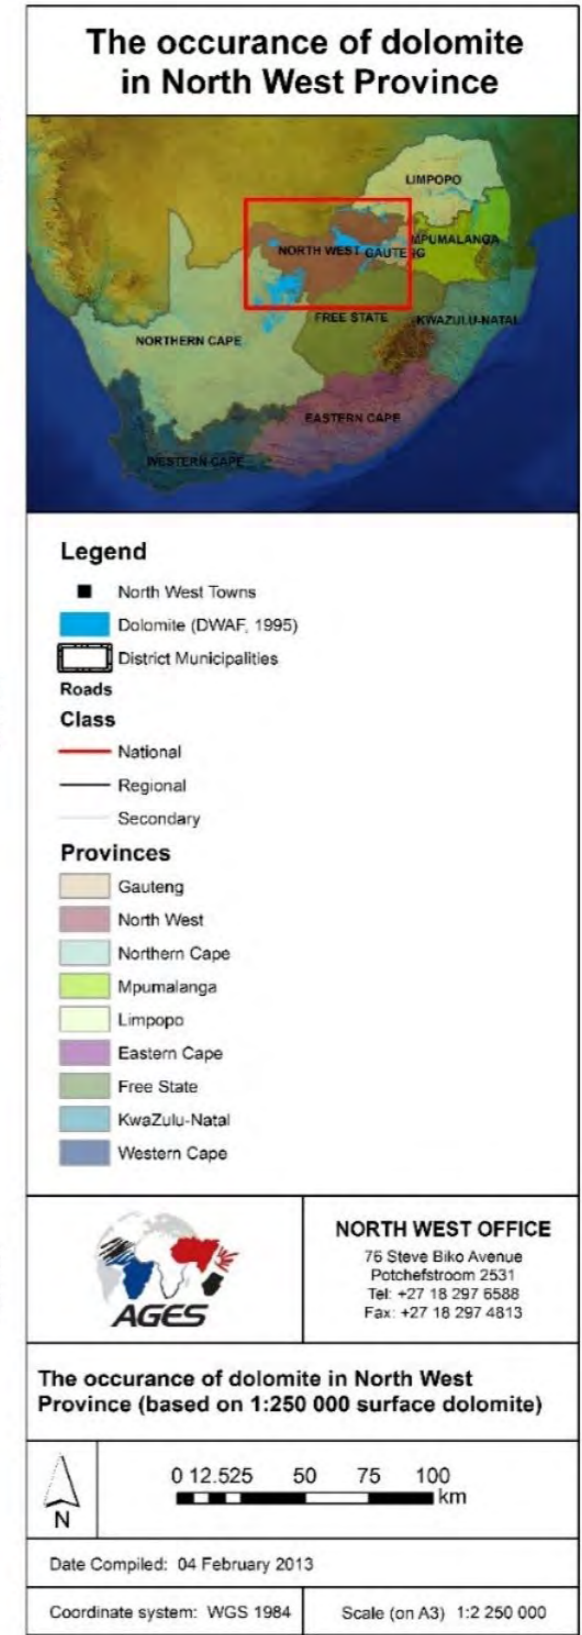 The occurance of dolomite
in North West Province
LIMPOPO
MPUMALANGA
NORTH WEST
GAUTENG
FREE STATE
KWAZULU-NATAL
NORTHERN CAPE
EASTERN CAPE
WESTERN CAPE
Legend
North West Towns
Dolomite (DWAF, 1995)
District Municipalities
Roads
Class
National
Regional
Secondary
Provinces
Gauteng
North West
Northern Cape
Mpumalanga
Limpopo
Eastern Cape
Free State
KwaZulu-Natal
Western Cape
AGES
NORTH WEST OFFICE
76 Steve Biko Avenue
Potchefstroom 2531
Tel: +27 18 297 6588
Fax: +27 18 297 4813
The occurance of dolomite in North West
Province (based on 1:250 000 surface dolomite)
N
0 12.525 50 75 100
km
Date Compiled: 04 February 2013
Coordinate system: WGS 1984
Scale (on A3) 1:2 250 000